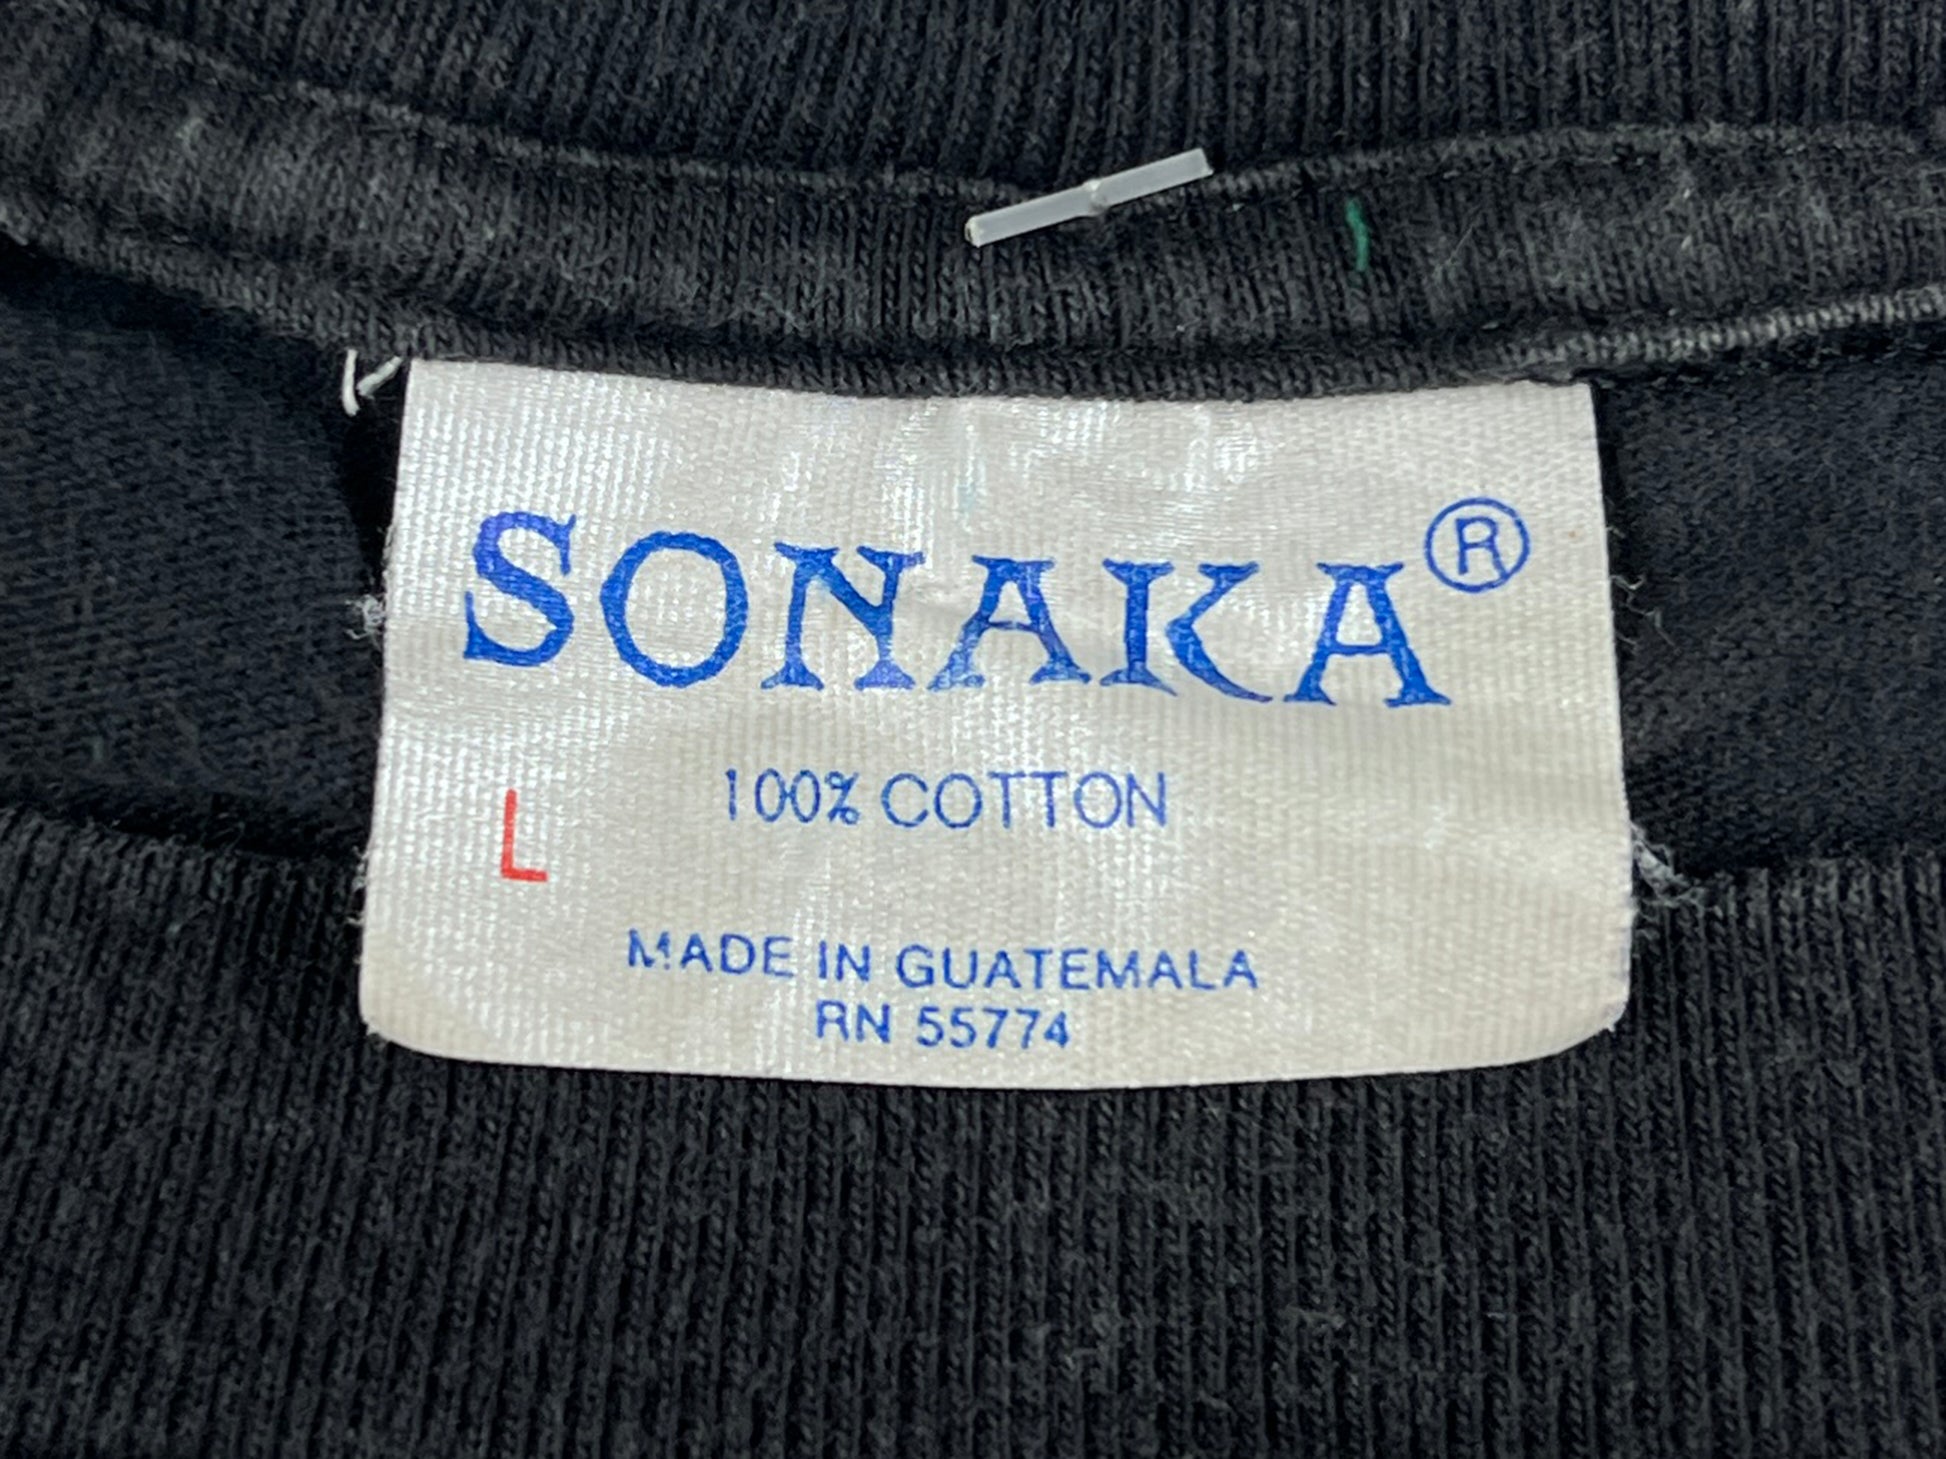 SONAKA®
100% COTTON
L
MADE IN GUATEMALA
RN 55774